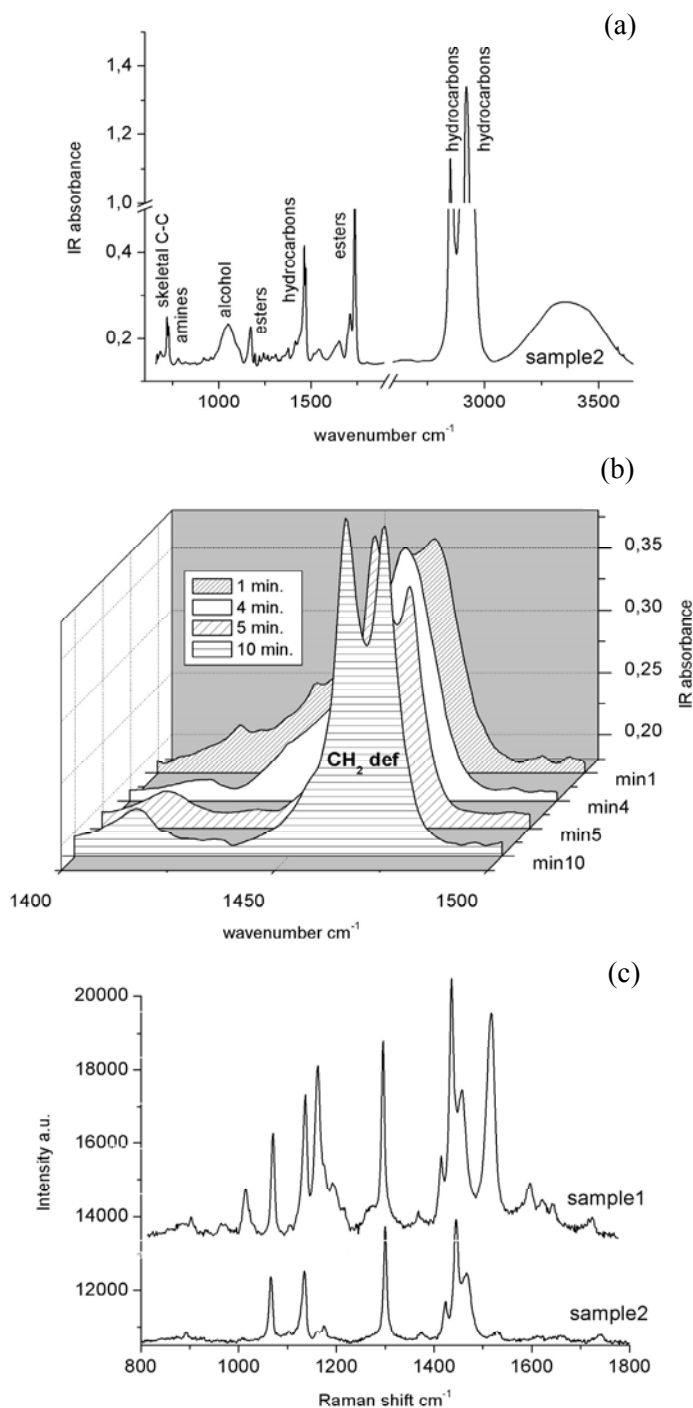 (a)
1,4
1,2
1,0
0,4
0,2
IR absorbance
skeletal C-C
amines
alcohol
esters
hydrocarbons
esters
hydrocarbons
hydrocarbons
sample2
1000
1500
3000
3500
wavenumber cm-1
(b)
1 min.
4 min.
5 min.
10 min.
CH2 def
0,35
0,30
0,25
0,20
IR absorbance
min1
min4
min5
min10
1400
1450
1500
wavenumber cm-1
(c)
20000
18000
16000
14000
12000
Intensity a.u.
sample1
sample2
800
1000
1200
1400
1600
1800
Raman shift cm-1